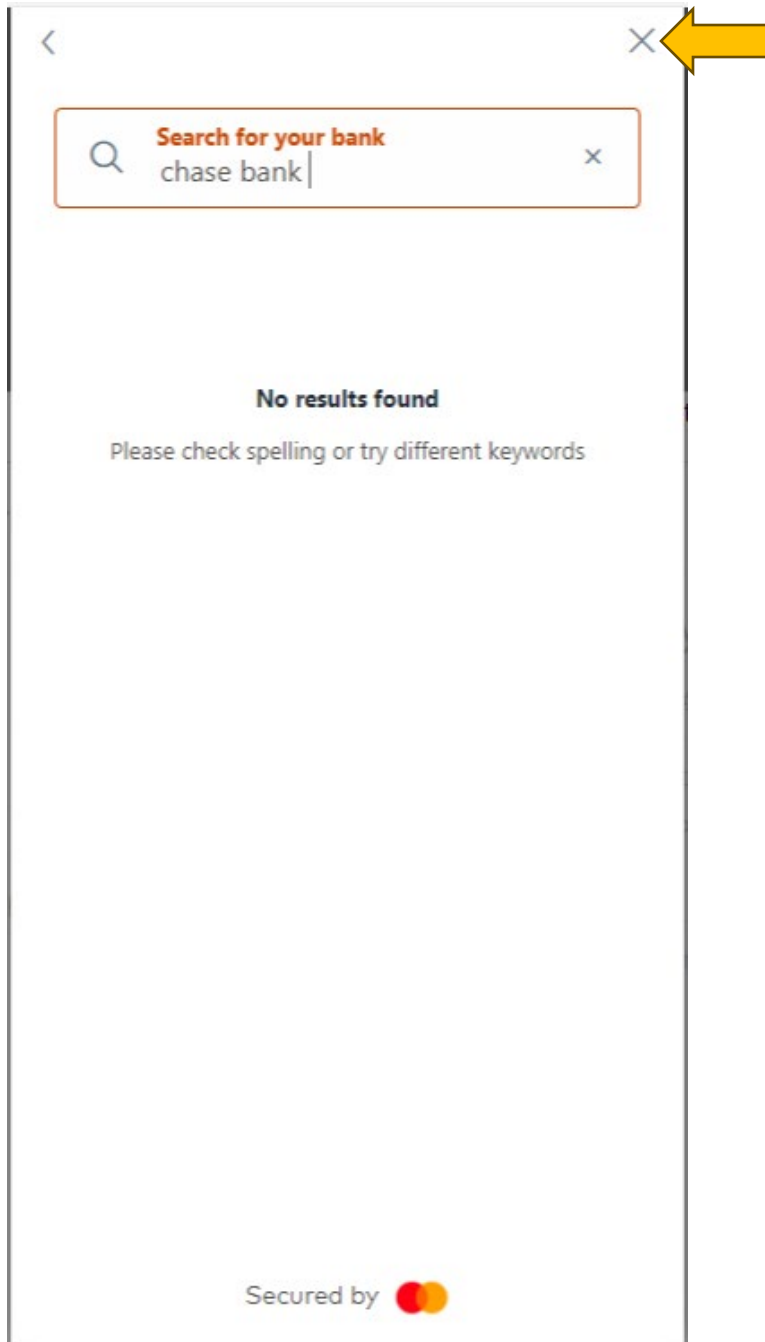 Search for your bank
chase bank
No results found
Please check spelling or try different keywords
Secured by